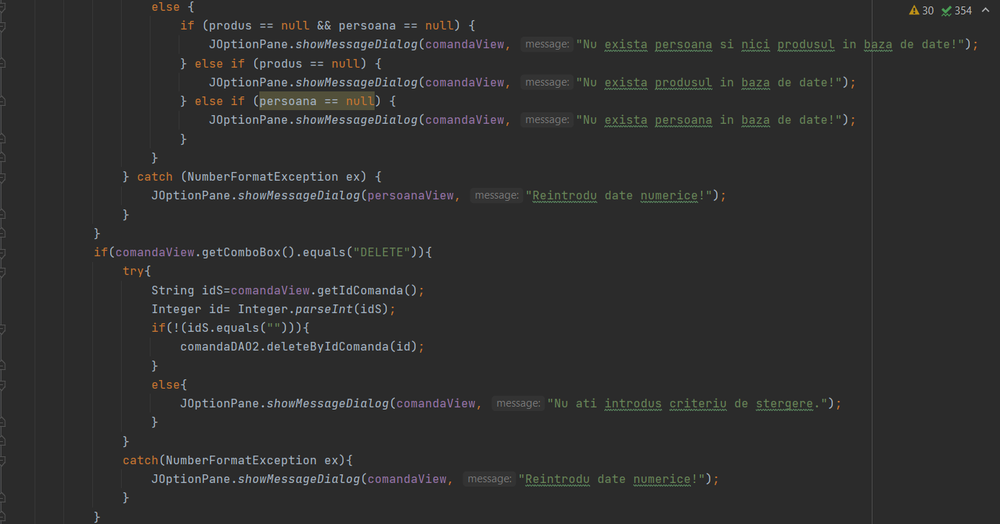 30 354
else {
if (produs == null && persoana == null) {
JOptionPane.showMessageDialog(comandaView, message: "Nu exista persoana si nici produsul in baza de date!");
} else if (produs == null) {
JOptionPane.showMessageDialog(comandaView, message: "Nu exista produsul in baza de date!");
} else if (persoana == null) {
JOptionPane.showMessageDialog(comandaView, message: "Nu exista persoana in baza de date!");
}
}
} catch (NumberFormatException ex) {
JOptionPane.showMessageDialog(persoanaView, message: "Reintrodu date numerice!");
}
}
if(comandaView.getComboBox().equals("DELETE")){
try{
String idS=comandaView.getIdComanda();
Integer id= Integer.parseInt(idS);
if(!(idS.equals(""))){
comandaDAO2.deleteByIdComanda(id);
}
else{
JOptionPane.showMessageDialog(comandaView, message: "Nu ati introdus criteriu de stergere.");
}
}
catch(NumberFormatException ex){
JOptionPane.showMessageDialog(comandaView, message: "Reintrodu date numerice!");
}
}